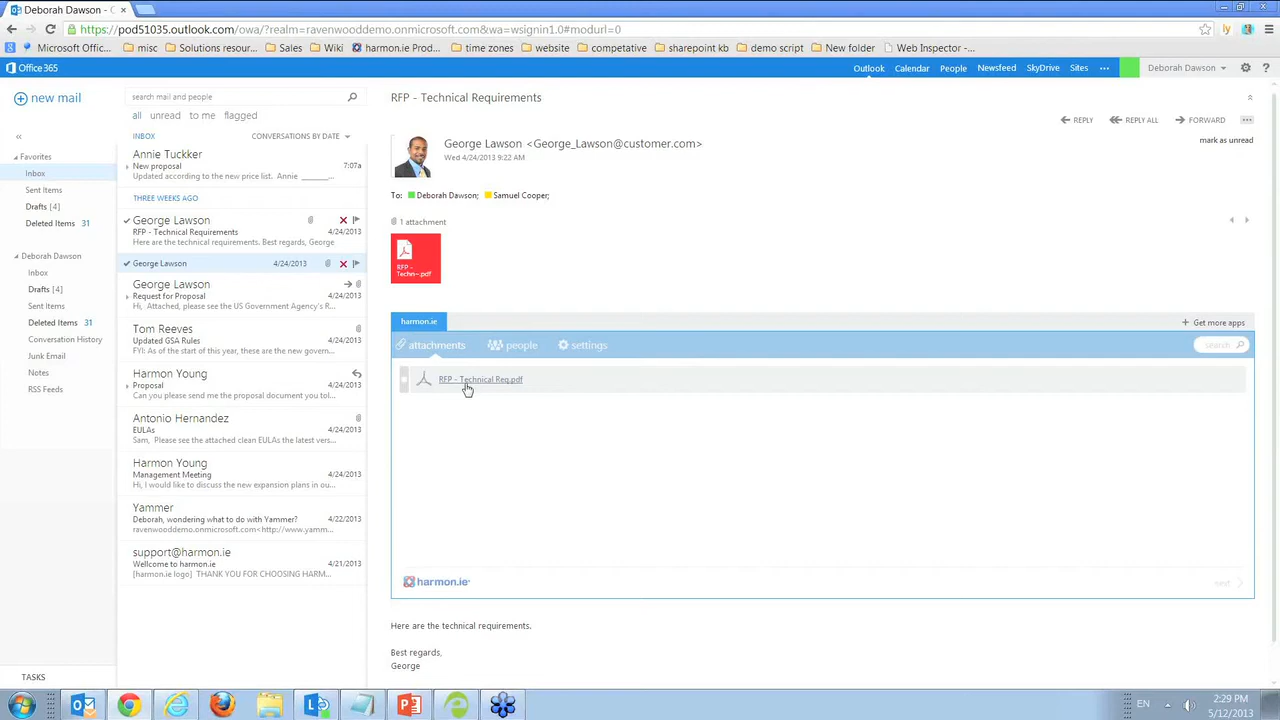 Deborah Dawson -
https://pod51035.outlook.com/owa/?realm=ravenwooddemo.onmicrosoft.com&wa=wsignin1.0#modurl=0
Microsoft Offic... misc Solutions resour... Sales Wiki harmon.ie Prod... time zones website competative sharepoint kb demo script New folder Web Inspector -...
Office 365
Outlook Calendar People Newsfeed SkyDrive Sites ... Deborah Dawson ?
new mail
search mail and people
all unread to me flagged
INBOX CONVERSATIONS BY DATE
Favorites
Inbox
Sent Items
Drafts [4]
Deleted Items 31
Deborah Dawson
Inbox
Drafts [4]
Sent Items
Deleted Items 31
Conversation History
Junk Email
Notes
RSS Feeds
TASKS
Annie Tuckker
New proposal 7:07a
Updated according to the new price list. Annie _______...
THREE WEEKS AGO
George Lawson
RFP - Technical Requirements 4/24/2013
Here are the technical requirements. Best regards, George
George Lawson 4/24/2013
George Lawson
Request for Proposal 4/24/2013
Hi, Attached, please see the US Government Agency's R...
Tom Reeves
Updated GSA Rules 4/24/2013
FYI: As of the start of this year, these are the new govern...
Harmon Young
Proposal 4/24/2013
Can you please send me the proposal document you tol...
Antonio Hernandez
EULAs 4/24/2013
Sam, Please see the attached clean EULAs the latest vers...
Harmon Young
Management Meeting 4/24/2013
Hi, I would like to discuss the new expansion plans in ou...
Yammer
Deborah, wondering what to do with Yammer? 4/22/2013
ravenwooddemo.onmicrosoft.com<http://www.yamm...
support@harmon.ie
Wellcome to harmon.ie 4/21/2013
[harmon.ie logo] THANK YOU FOR CHOOSING HARM...
RFP - Technical Requirements
REPLY REPLY ALL FORWARD ...
mark as unread
George Lawson <George_Lawson@customer.com>
Wed 4/24/2013 9:22 AM
To: Deborah Dawson; Samuel Cooper;
1 attachment
RFP -
Techn~.pdf
harmon.ie
Get more apps
attachments people settings search
RFP - Technical Req.pdf
harmon.ie
next
Here are the technical requirements.
Best regards,
George
EN
2:29 PM
5/12/2013